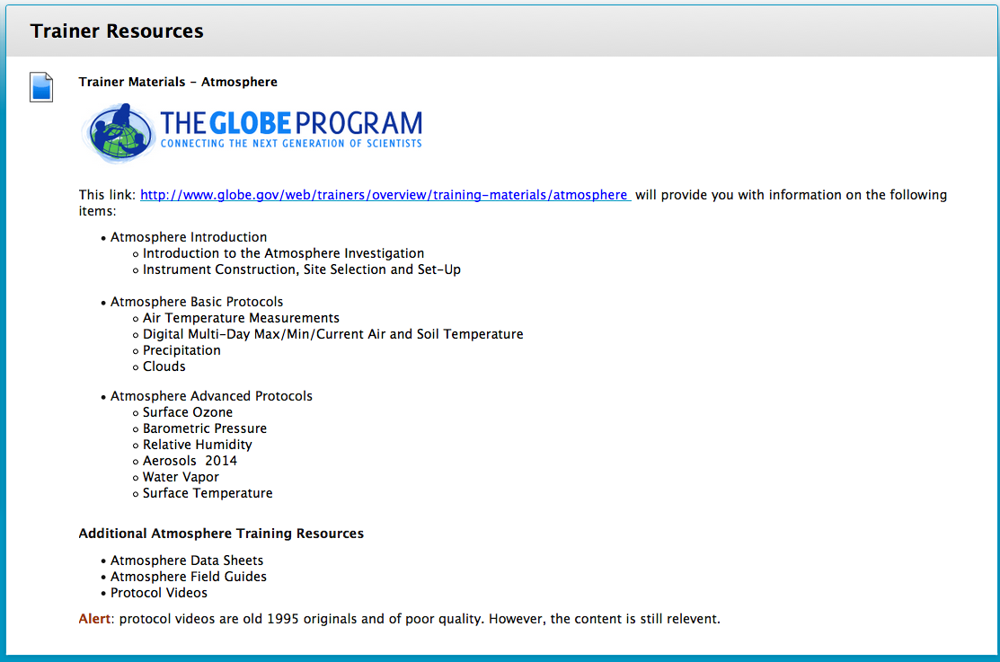 Trainer Resources
Trainer Materials - Atmosphere
THE GLOBE PROGRAM
CONNECTING THE NEXT GENERATION OF SCIENTISTS
This link: http://www.globe.gov/web/trainers/overview/training-materials/atmosphere will provide you with information on the following
items:
• Atmosphere Introduction
◦ Introduction to the Atmosphere Investigation
◦ Instrument Construction, Site Selection and Set-Up
• Atmosphere Basic Protocols
◦ Air Temperature Measurements
◦ Digital Multi-Day Max/Min/Current Air and Soil Temperature
◦ Precipitation
◦ Clouds
• Atmosphere Advanced Protocols
◦ Surface Ozone
◦ Barometric Pressure
◦ Relative Humidity
◦ Aerosols 2014
◦ Water Vapor
◦ Surface Temperature
Additional Atmosphere Training Resources
• Atmosphere Data Sheets
• Atmosphere Field Guides
• Protocol Videos
Alert: protocol videos are old 1995 originals and of poor quality. However, the content is still relevent.